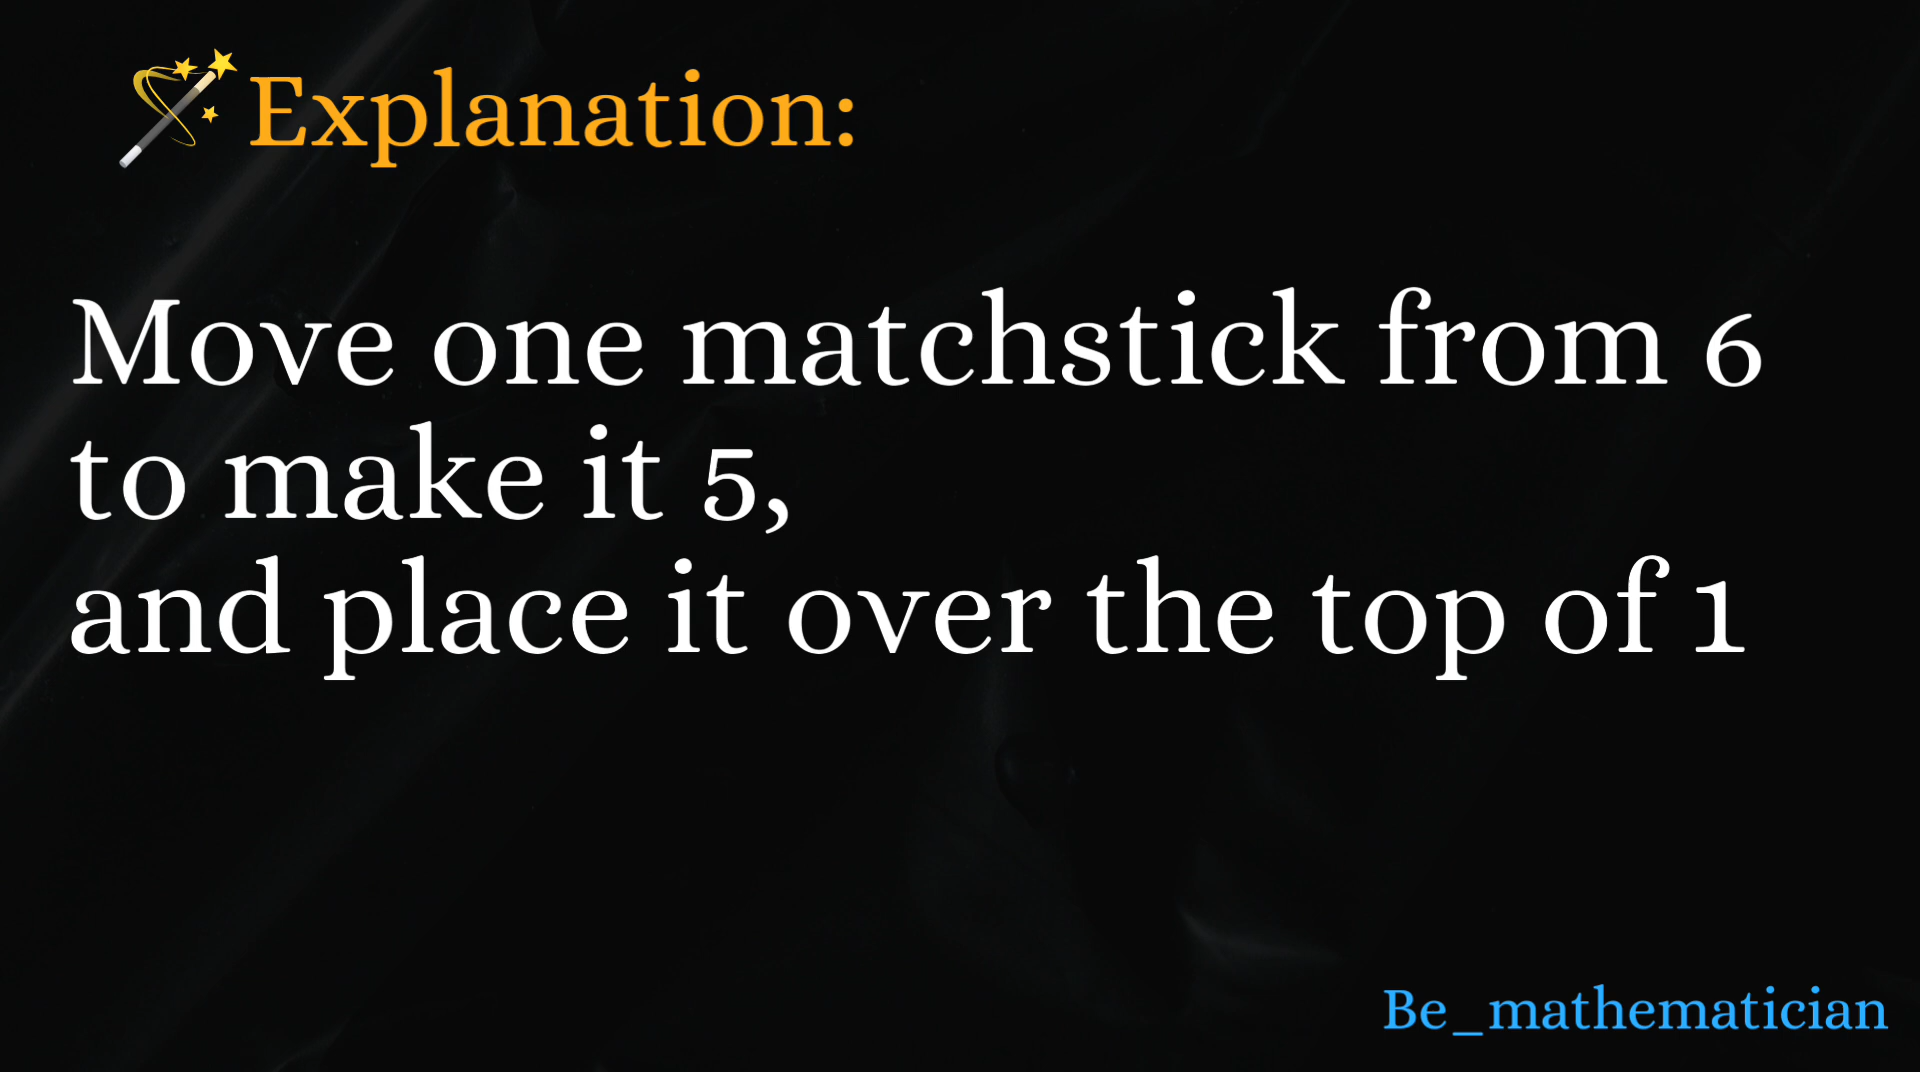 Explanation:
Move one matchstick from 6
to make it 5,
and place it over the top of 1
Be_mathematician